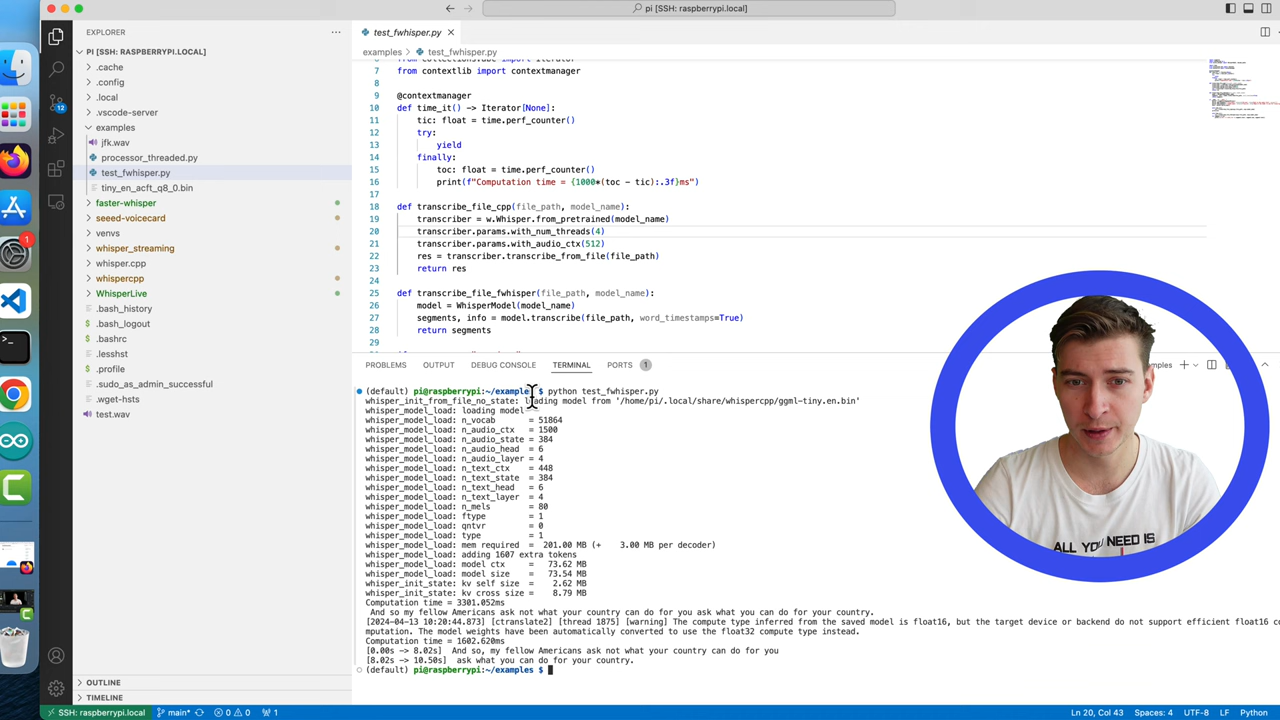 pi [SSH: raspberrypi.local]
EXPLORER
PI [SSH: RASPBERRYPI.LOCAL]
.cache
.config
.local
.vscode-server
examples
jfk.wav
processor_threaded.py
test_fwhisper.py
tiny_en_acft_q8_0.bin
faster-whisper
seeed-voicecard
venvs
whisper_streaming
whisper.cpp
whispercpp
WhisperLive
.bash_history
.bash_logout
.bashrc
.lesshst
.profile
.sudo_as_admin_successful
.wget-hsts
test.wav
OUTLINE
TIMELINE
12
1
test_fwhisper.py
examples > test_fwhisper.py
7 from contextlib import contextmanager
8
9 @contextmanager
10 def time_it() -> Iterator[None]:
11 tic: float = time.perf_counter()
12 try:
13 yield
14 finally:
15 toc: float = time.perf_counter()
16 print(f"Computation time = {1000*(toc - tic):.3f}ms")
17
18 def transcribe_file_cpp(file_path, model_name):
19 transcriber = w.Whisper.from_pretrained(model_name)
20 transcriber.params.with_num_threads(4)
21 transcriber.params.with_audio_ctx(512)
22 res = transcriber.transcribe_from_file(file_path)
23 return res
24
25 def transcribe_file_fwhisper(file_path, model_name):
26 model = WhisperModel(model_name)
27 segments, info = model.transcribe(file_path, word_timestamps=True)
28 return segments
PROBLEMS OUTPUT DEBUG CONSOLE TERMINAL PORTS 1
(default) pi@raspberrypi:~/example $ python test_fwhisper.py
whisper_init_from_file_no_state: loading model from '/home/pi/.local/share/whispercpp/ggml-tiny.en.bin'
whisper_model_load: loading model
whisper_model_load: n_vocab = 51864
whisper_model_load: n_audio_ctx = 1500
whisper_model_load: n_audio_state = 384
whisper_model_load: n_audio_head = 6
whisper_model_load: n_audio_layer = 4
whisper_model_load: n_text_ctx = 448
whisper_model_load: n_text_state = 384
whisper_model_load: n_text_head = 6
whisper_model_load: n_text_layer = 4
whisper_model_load: n_mels = 80
whisper_model_load: ftype = 1
whisper_model_load: qntvr = 0
whisper_model_load: type = 1
whisper_model_load: mem required = 201.00 MB (+ 3.00 MB per decoder)
whisper_model_load: adding 1607 extra tokens
whisper_model_load: model ctx = 73.62 MB
whisper_model_load: model size = 73.54 MB
whisper_init_state: kv self size = 2.62 MB
whisper_init_state: kv cross size = 8.79 MB
Computation time = 3301.052ms
And so my fellow Americans ask not what your country can do for you ask what you can do for your country.
[2024-04-13 10:20:44.873] [ctranslate2] [thread 1875] [warning] The compute type inferred from the saved model is float16, but the target device or backend do not support efficient float16 co
mputation. The model weights have been automatically converted to use the float32 compute type instead.
Computation time = 1602.620ms
[0.00s -> 8.02s] And so, my fellow Americans ask not what your country can do for you
[8.02s -> 10.50s] ask what you can do for your country.
(default) pi@raspberrypi:~/examples $
ALL YOU NEED IS
SSH: raspberrypi.local main* 0 0 1
Ln 20, Col 43 Spaces: 4 UTF-8 LF Python